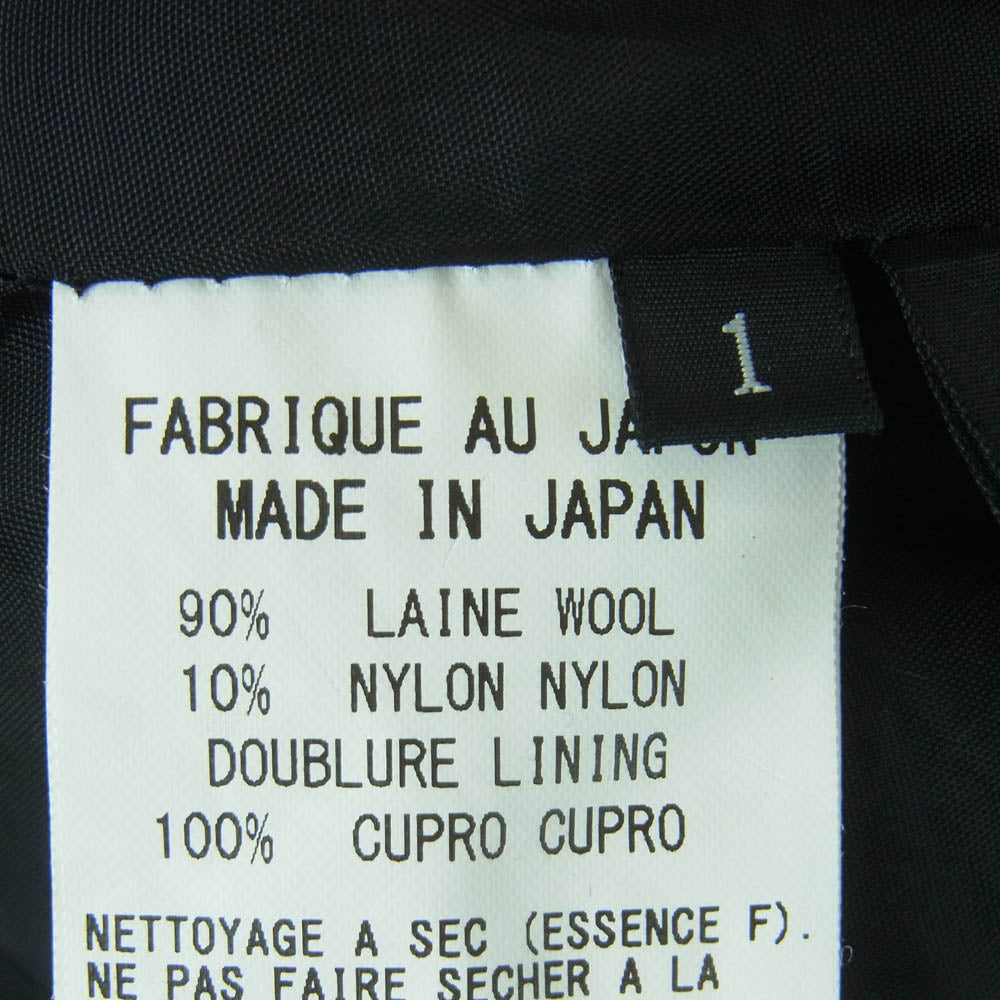 1
FABRIQUE AU JAPON
MADE IN JAPAN
90% LAINE WOOL
10% NYLON NYLON
DOUBLURE LINING
100% CUPRO CUPRO
NETTOYAGE A SEC (ESSENCE F).
NE PAS FAIRE SECHER A LA